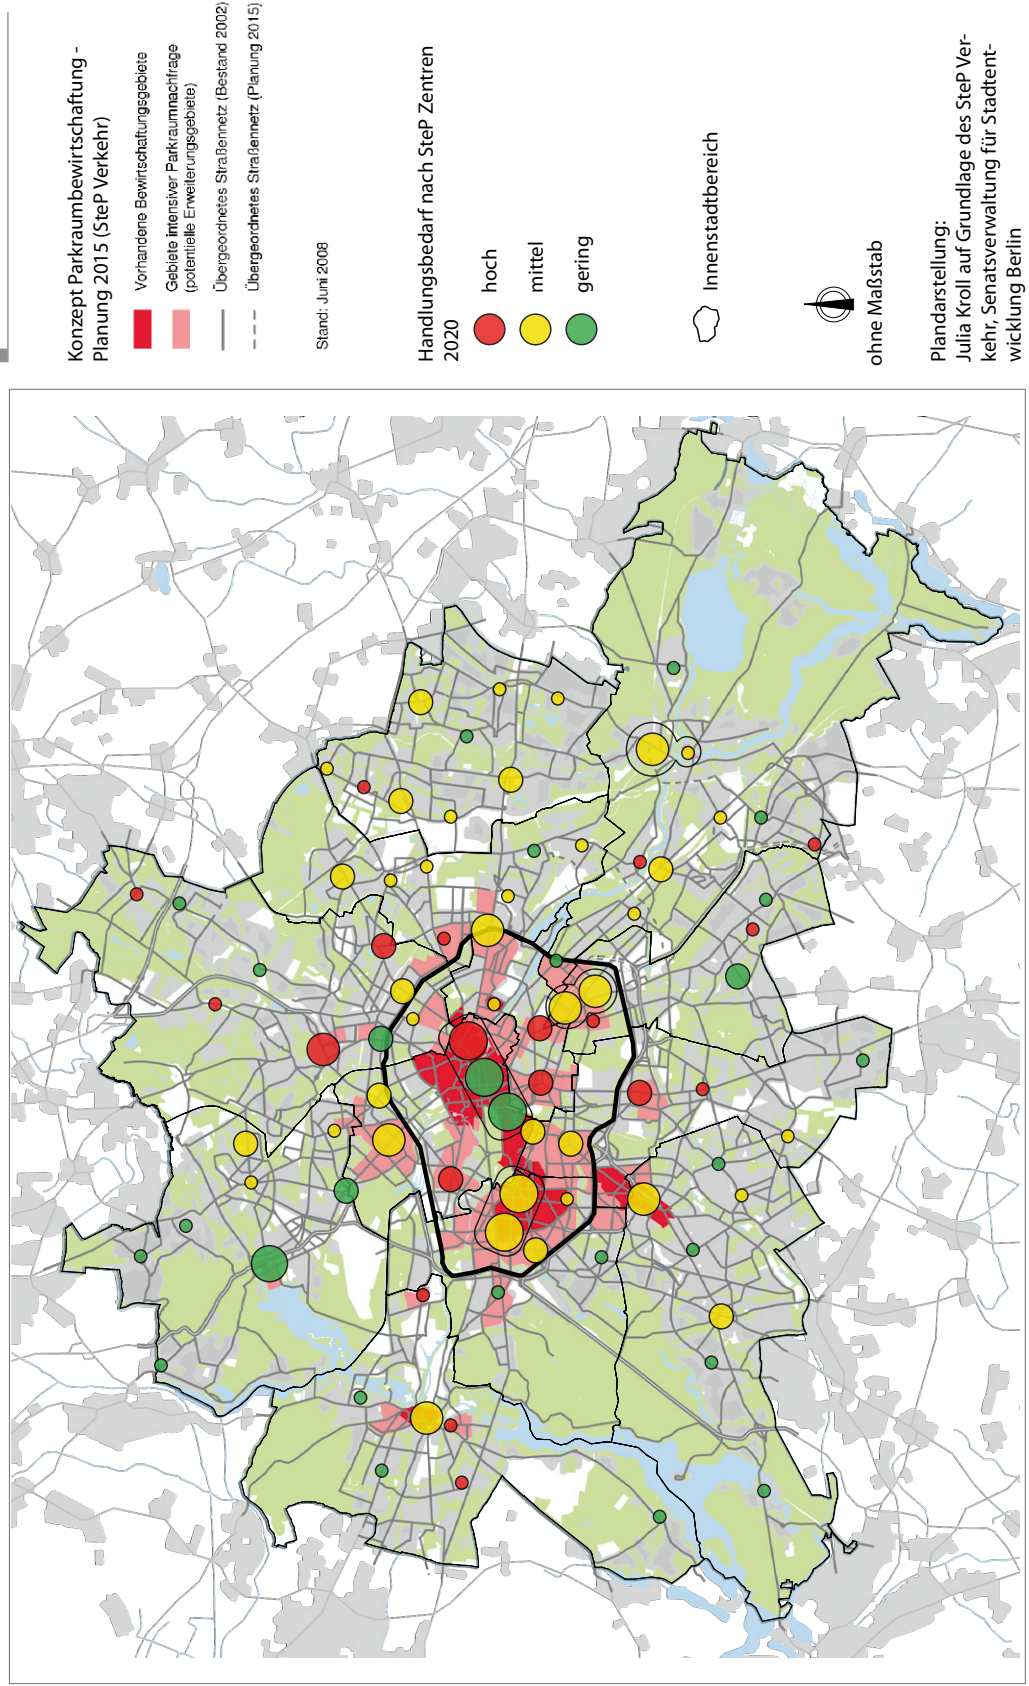 Konzept Parkraumbewirtschaftung -
Planung 2015 (SteP Verkehr)
Vorhandene Bewirtschaftungsgebiete
Gebiete intensiver Parkraumnachfrage
(potentielle Erweiterungsgebiete)
Übergeordnetes Straßennetz (Bestand 2002)
Übergeordnetes Straßennetz (Planung 2015)
Stand: Juni 2008
Handlungsbedarf nach SteP Zentren
2020
hoch
mittel
gering
Innenstadtbereich
ohne Maßstab
Plandarstellung:
Julia Kroll auf Grundlage des SteP Ver-
kehr, Senatsverwaltung für Stadtent-
wicklung Berlin